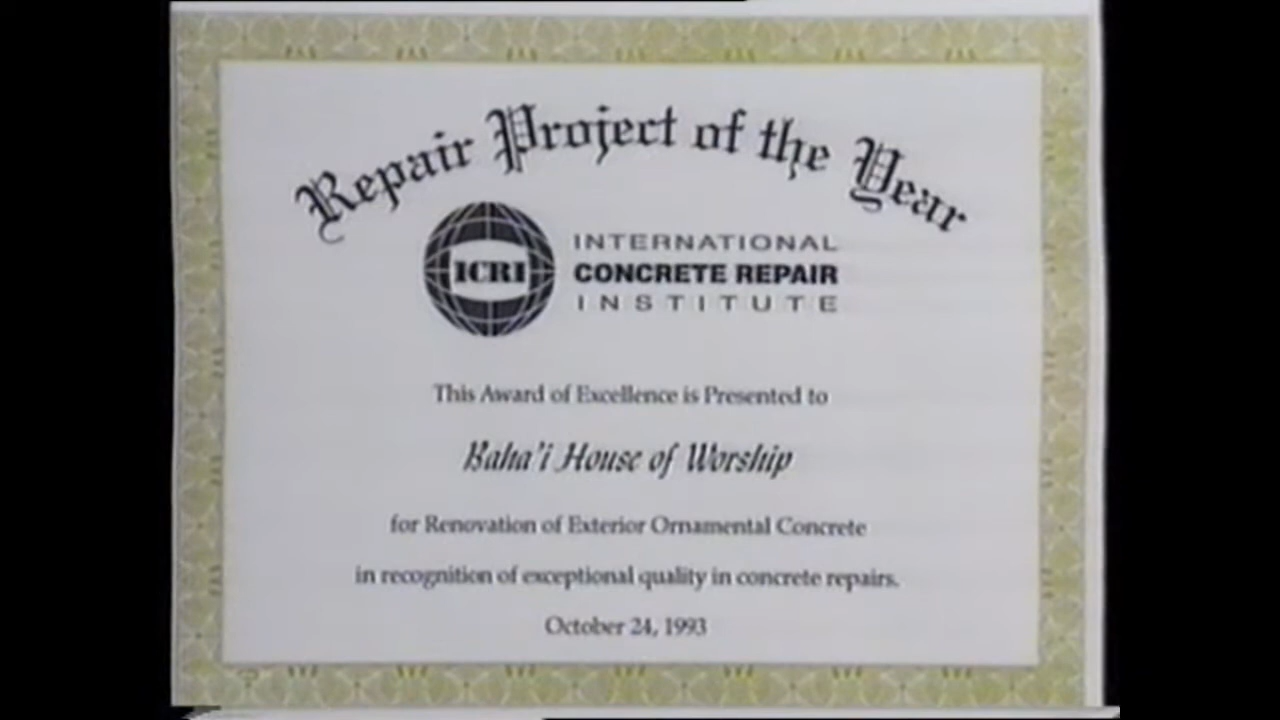 Repair Project of the Year
ICRI
INTERNATIONAL
CONCRETE REPAIR
INSTITUTE
This Award of Excellence is Presented to
Baha'i House of Worship
for Renovation of Exterior Ornamental Concrete
in recognition of exceptional quality in concrete repairs.
October 24, 1993